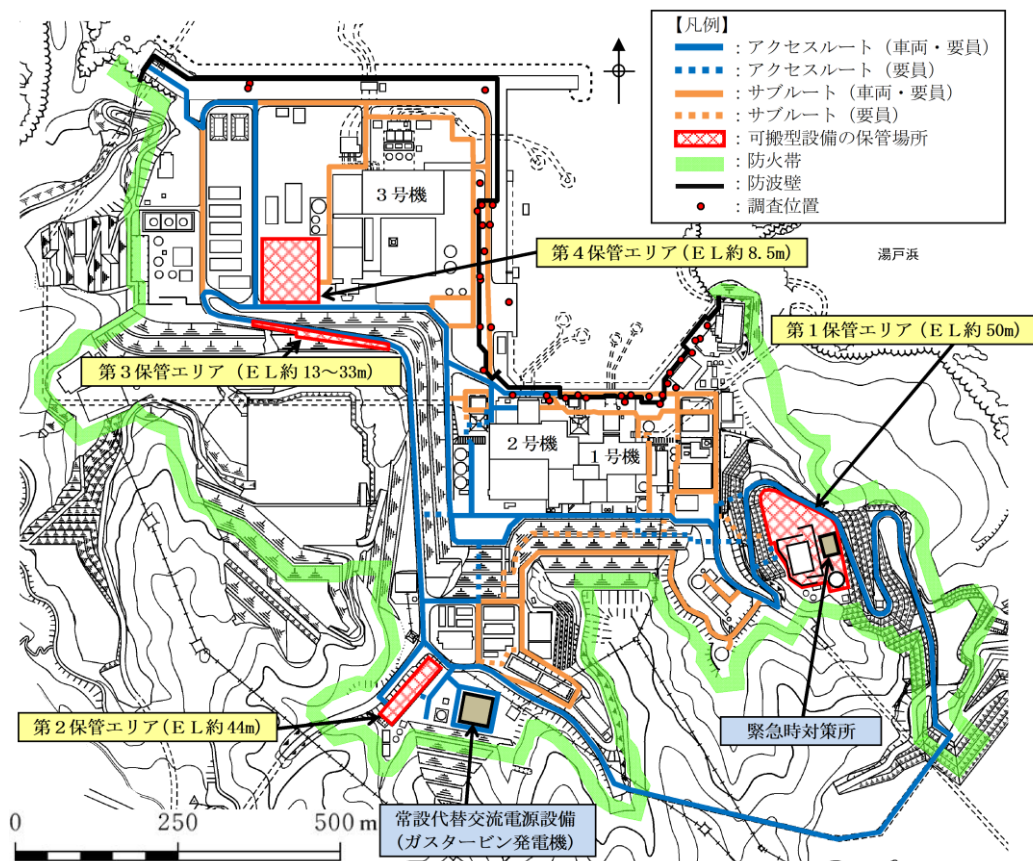 【凡例】
：アクセスルート（車両・要員）
：アクセスルート（要員）
：サブルート（車両・要員）
：サブルート（要員）
：可搬型設備の保管場所
：防火帯
：防波壁
：調査位置
3号機
第4保管エリア（EL約 8.5m）
湯戸浜
第1保管エリア（EL約 50m）
第3保管エリア（EL約 13～33m）
2号機
1号機
第2保管エリア（EL約 44m）
緊急時対策所
常設代替交流電源設備
（ガスタービン発電機）
0 250 500 m